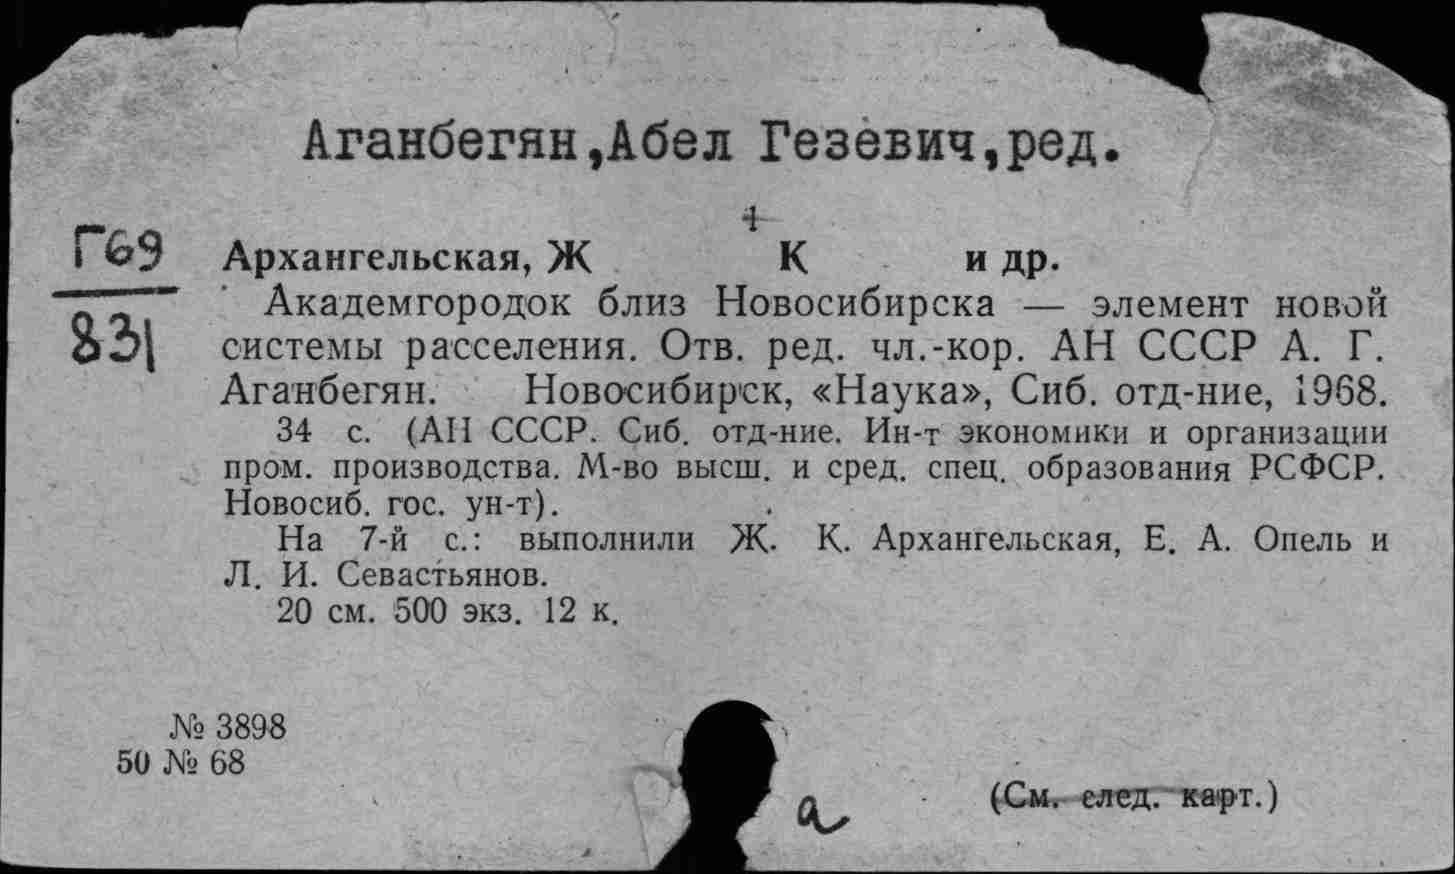 Аганбегян,Абел Гезевич,ред.
Г69
831
Архангельская, Ж К и др.
Академгородок близ Новосибирска — элемент новой
системы расселения. Отв. ред. чл.-кор. АН СССР А. Г.
Аганбегян. Новосибирск, «Наука», Сиб. отд-ние, 1968.
34 с. (АН СССР. Сиб. отд-ние. Ин-т экономики и организации
пром. производства. М-во высш. и сред. спец. образования РСФСР.
Новосиб. гос. ун-т).
На 7-й с.: выполнили Ж. К. Архангельская, Е. А. Опель и
Л. И. Севастьянов.
20 см. 500 экз. 12 к.
№ 3898
50 № 68
а
(См. след. карт.)